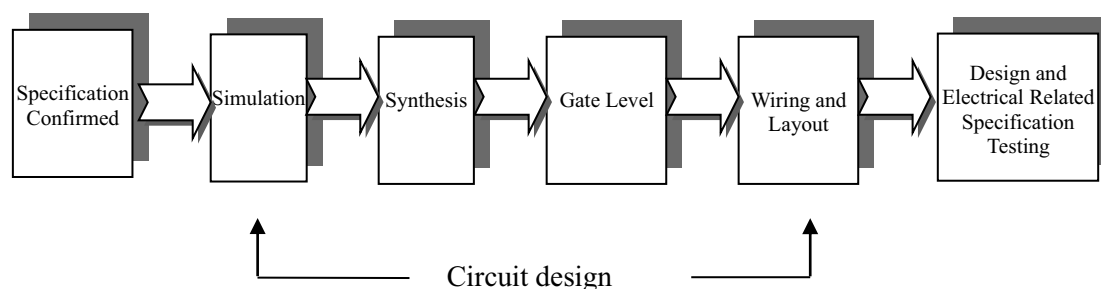 Specification
Confirmed
Simulation
Synthesis
Gate Level
Wiring and
Layout
Design and
Electrical Related
Specification
Testing
Circuit design